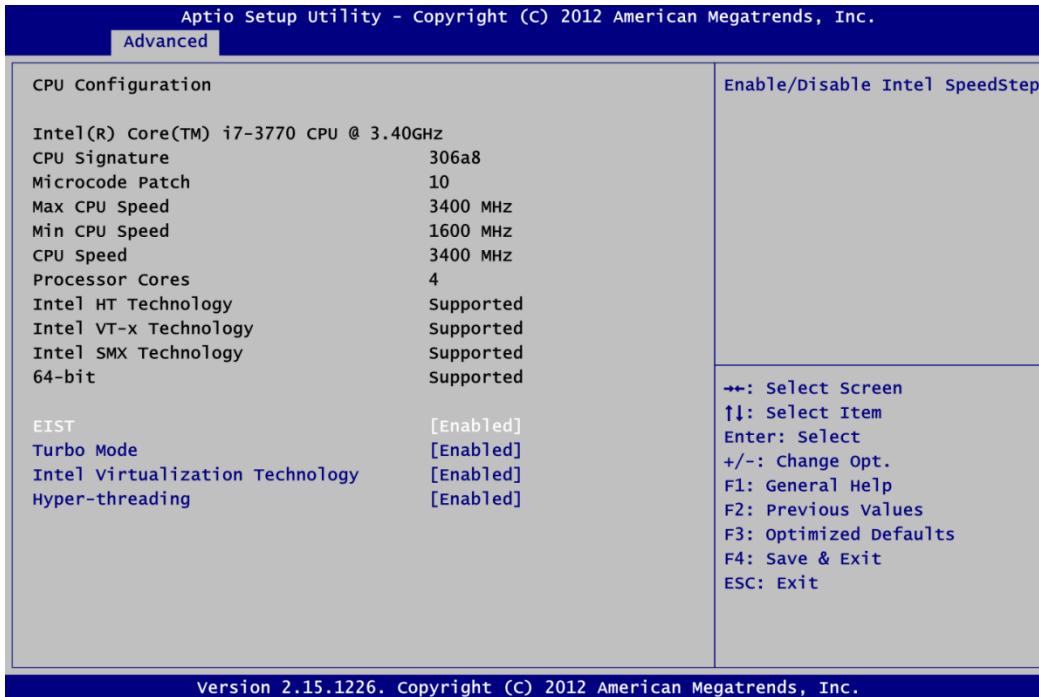 Aptio Setup Utility - Copyright (C) 2012 American Megatrends, Inc.
Advanced
CPU Configuration
Intel(R) Core(TM) i7-3770 CPU @ 3.40GHz
CPU Signature 306a8
Microcode Patch 10
Max CPU Speed 3400 MHz
Min CPU Speed 1600 MHz
CPU Speed 3400 MHz
Processor Cores 4
Intel HT Technology Supported
Intel VT-x Technology Supported
Intel SMX Technology Supported
64-bit Supported
EIST [Enabled]
Turbo Mode [Enabled]
Intel Virtualization Technology [Enabled]
Hyper-threading [Enabled]
Enable/Disable Intel SpeedStep
→←: Select Screen
↑↓: Select Item
Enter: Select
+/-: Change Opt.
F1: General Help
F2: Previous Values
F3: Optimized Defaults
F4: Save & Exit
ESC: Exit
Version 2.15.1226. Copyright (C) 2012 American Megatrends, Inc.